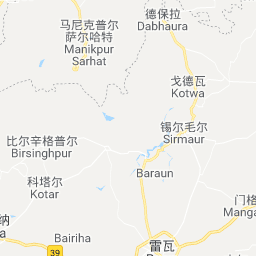 德保拉
Dabhaura
马尼克普尔
萨尔哈特
Manikpur
Sarhat
戈德瓦
Kotwa
锡尔毛尔
Sirmaur
比尔辛格普尔
Birsinghpur
Baraun
科塔尔
Kotar
门格
Manga
纳
a
Bairiha
39
雷瓦